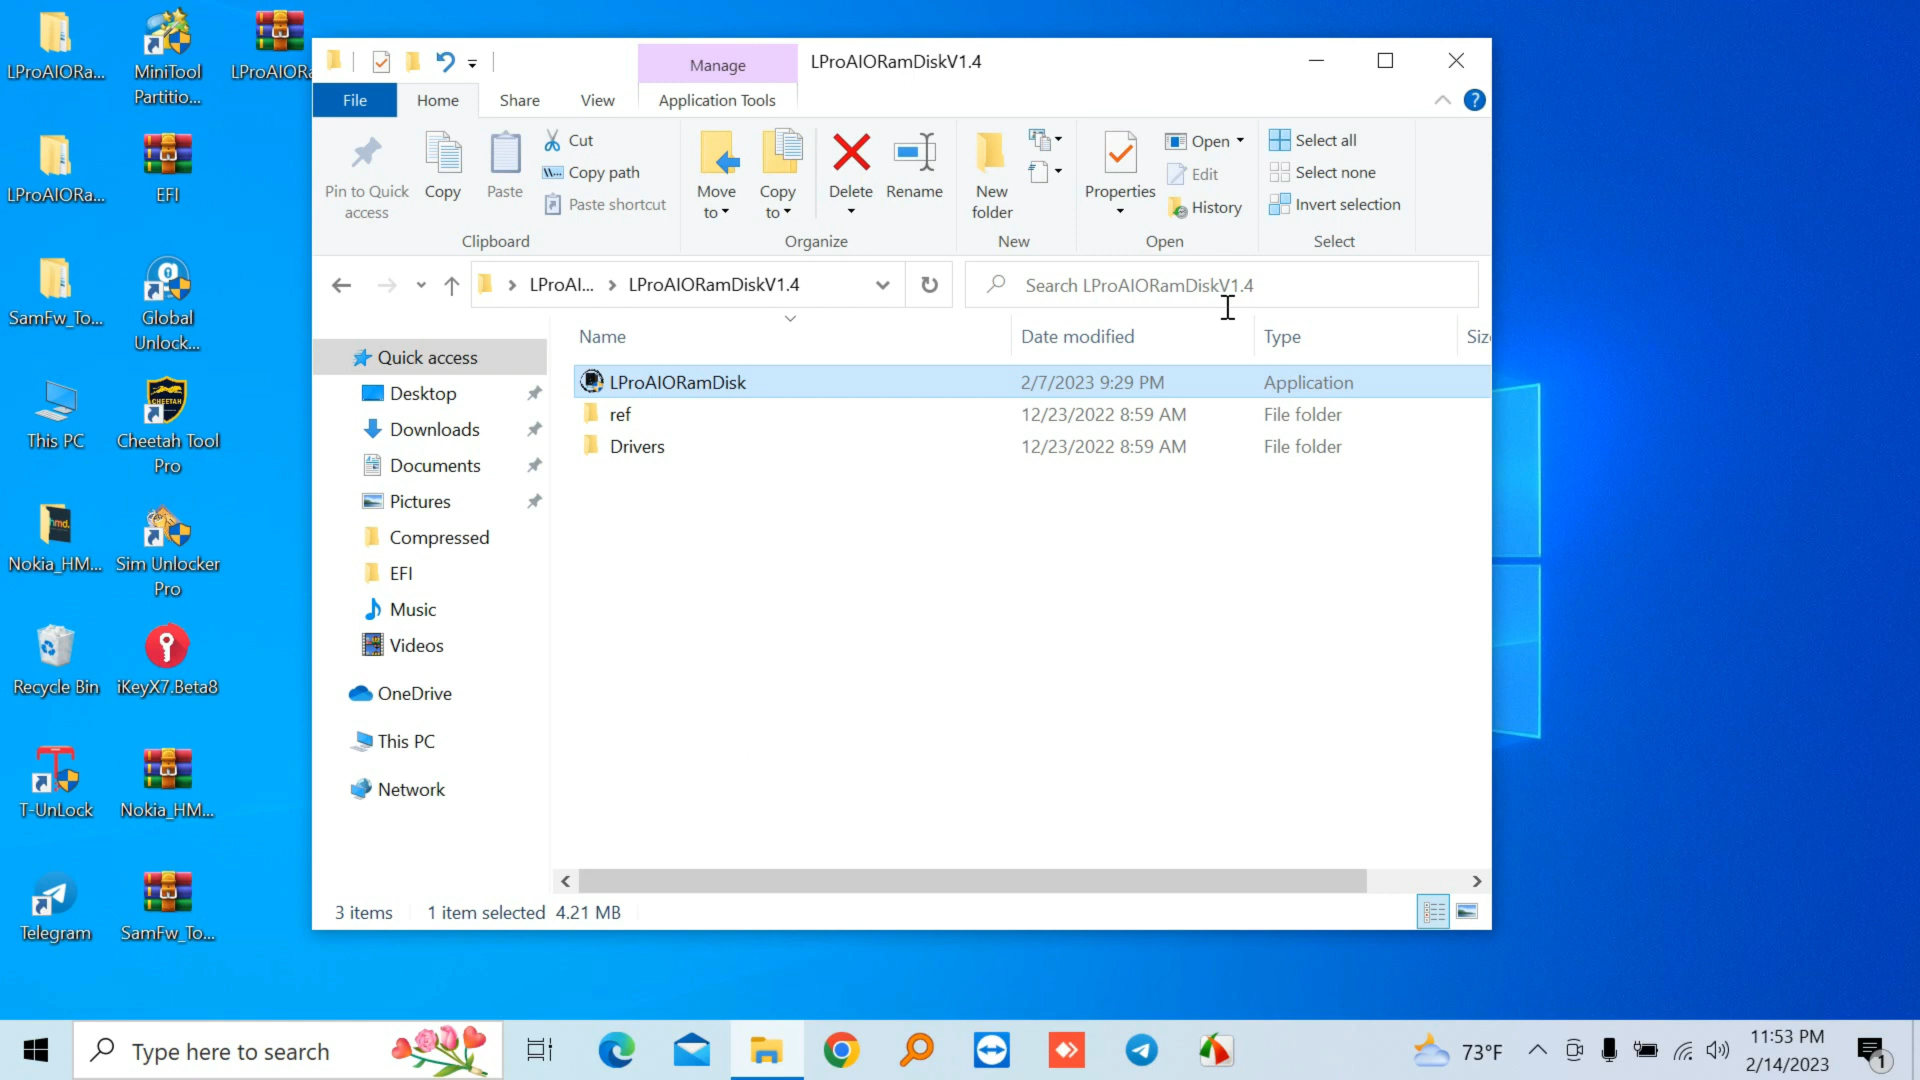 LProAIORa...
MiniTool
Partitio...
LProAIORa
LProAIORa...
EFI
SamFw_To...
Global
Unlock...
This PC
CHEETAH
Cheetah Tool
Pro
hmd.
Nokia_HM...
Sim Unlocker
Pro
Recycle Bin
iKeyX7.Beta8
T-UnLock
Nokia_HM...
Telegram
SamFw_To...
Manage
LProAIORamDiskV1.4
File
Home
Share
View
Application Tools
?
Pin to Quick
access
Copy
Paste
Cut
Copy path
Paste shortcut
Clipboard
Move
to
Copy
to
Delete
Rename
Organize
New
folder
New
Properties
Open
Edit
History
Open
Select all
Select none
Invert selection
Select
LProAI...
LProAIORamDiskV1.4
Search LProAIORamDiskV1.4
Name
Date modified
Type
Siz
LProAIORamDisk
2/7/2023 9:29 PM
Application
ref
12/23/2022 8:59 AM
File folder
Drivers
12/23/2022 8:59 AM
File folder
Quick access
Desktop
Downloads
Documents
Pictures
Compressed
EFI
Music
Videos
OneDrive
This PC
Network
3 items
1 item selected 4.21 MB
Type here to search
73°F
11:53 PM
2/14/2023
1